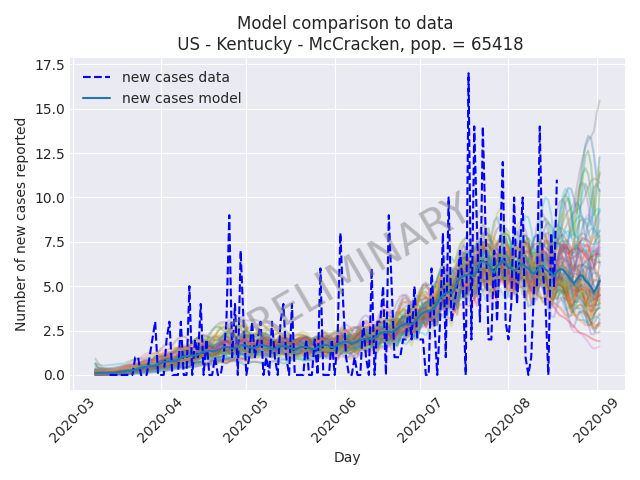 Model comparison to data
US - Kentucky - McCracken, pop. = 65418
17.5
15.0
12.5
10.0
7.5
5.0
2.5
0.0
Number of new cases reported
new cases data
new cases model
PRELIMINARY
2020-03
2020-04
2020-05
2020-06
2020-07
2020-08
2020-09
Day